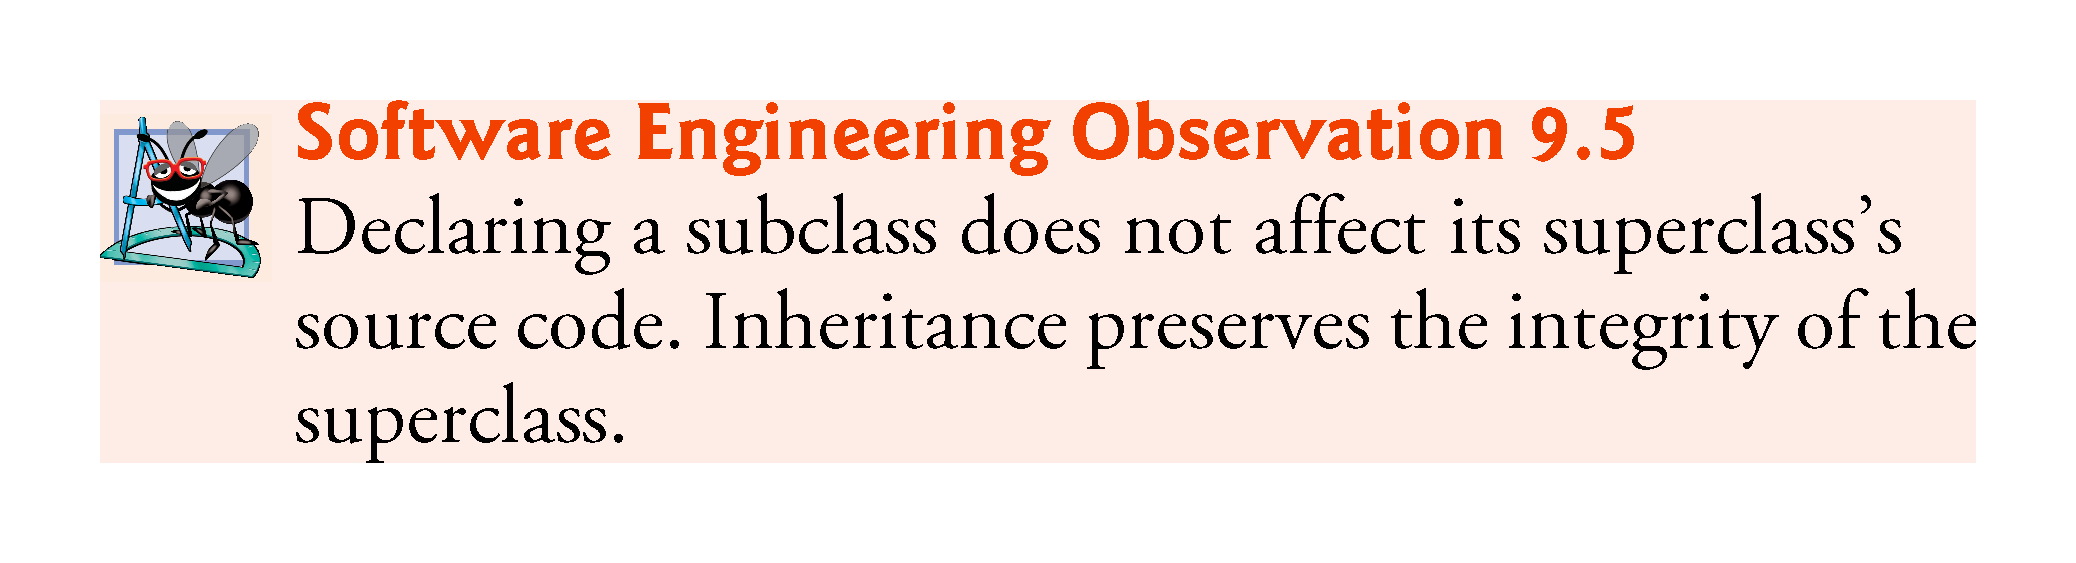 Software Engineering Observation 9.5
Declaring a subclass does not affect its superclass’s
source code. Inheritance preserves the integrity of the
superclass.